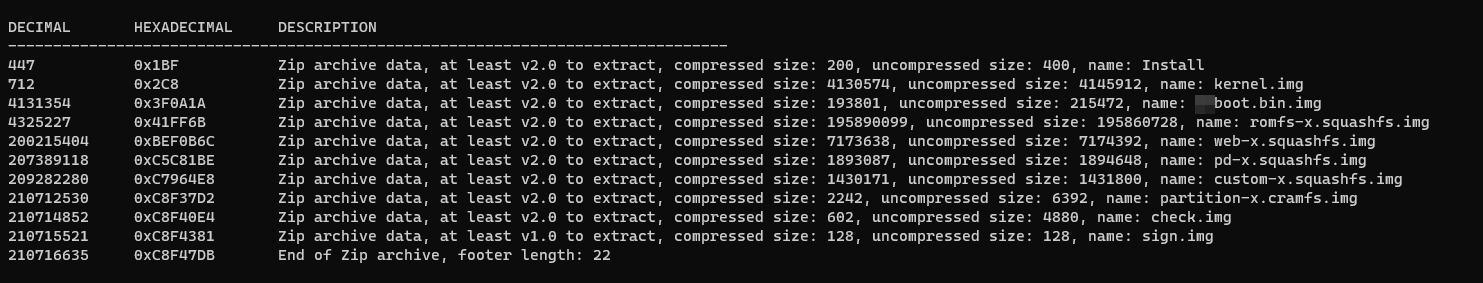 DECIMAL       HEXADECIMAL     DESCRIPTION
--------------------------------------------------------------------------------
447           0x1BF           Zip archive data, at least v2.0 to extract, compressed size: 200, uncompressed size: 400, name: Install
712           0x2C8           Zip archive data, at least v2.0 to extract, compressed size: 4130574, uncompressed size: 4145912, name: kernel.img
4131354       0x3F0A1A        Zip archive data, at least v2.0 to extract, compressed size: 193801, uncompressed size: 215472, name: boot.bin.img
4325227       0x41FF6B        Zip archive data, at least v2.0 to extract, compressed size: 195890099, uncompressed size: 195860728, name: romfs-x.squashfs.img
200215404     0xBEF0B6C       Zip archive data, at least v2.0 to extract, compressed size: 7173638, uncompressed size: 7174392, name: web-x.squashfs.img
207389118     0xC5C81BE       Zip archive data, at least v2.0 to extract, compressed size: 1893087, uncompressed size: 1894648, name: pd-x.squashfs.img
209282280     0xC7964E8       Zip archive data, at least v2.0 to extract, compressed size: 1430171, uncompressed size: 1431800, name: custom-x.squashfs.img
210712530     0xC8F37D2       Zip archive data, at least v2.0 to extract, compressed size: 2242, uncompressed size: 6392, name: partition-x.cramfs.img
210714852     0xC8F40E4       Zip archive data, at least v2.0 to extract, compressed size: 602, uncompressed size: 4880, name: check.img
210715521     0xC8F4381       Zip archive data, at least v1.0 to extract, compressed size: 128, uncompressed size: 128, name: sign.img
210716635     0xC8F47DB       End of Zip archive, footer length: 22